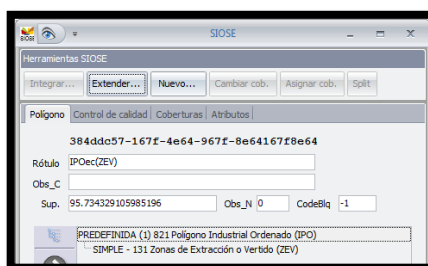 SIOSE
SIOSE
Herramientas SIOSE
Integrar... Extender... Nuevo... Cambiar cob. Asignar cob. Split
Polígono Control de calidad Coberturas Atributos
384ddc57-167f-4e64-967f-8e64167f8e64
Rótulo IPOec(ZEV)
Obs_C
Sup. 95.734329105985196 Obs_N 0 CodeBlq -1
PREDEFINIDA (1) 821 Polígono Industrial Ordenado (IPO)
SIMPLE - 131 Zonas de Extracción o Vertido (ZEV)